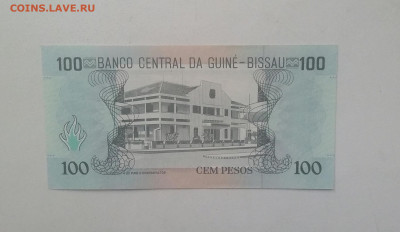 COINS.LAVE.RU
100 BANCO CENTRAL DA GUINÉ-BISSAU 100
100 CEM PESOS 100